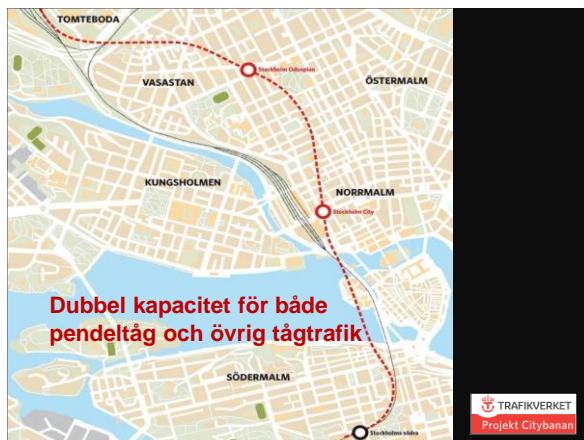 TOMTEBODA
Stockholm Odenplan
VASASTAN
ÖSTERMALM
KUNGSHOLMEN
NORRMALM
Stockholm City
Dubbel kapacitet för både
pendeltåg och övrig tågtrafik
SÖDERMALM
TRAFIKVERKET
Projekt Citybanan
Stockholms södra